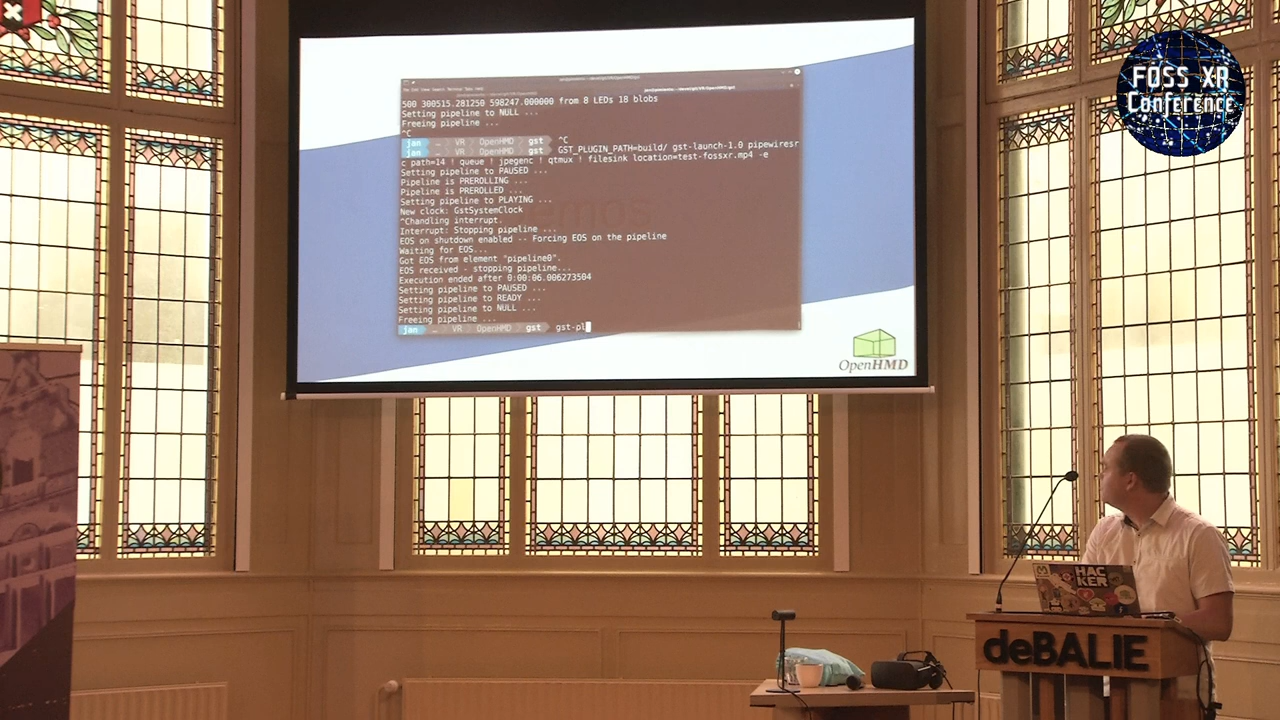 500 300515.281250 598247.000000 from 8 LEDs 18 blobs
Setting pipeline to NULL ...
Freeing pipeline ...
^C
jan … VR OpenHMD gst ^C
jan … VR OpenHMD gst GST_PLUGIN_PATH=build/ gst-launch-1.0 pipewiresr
c path=14 ! queue ! jpegenc ! qtmux ! filesink location=test-fossxr.mp4 -e
Setting pipeline to PAUSED ...
Pipeline is PREROLLING ...
Pipeline is PREROLLED ...
Setting pipeline to PLAYING ...
New clock: GstSystemClock
^Chandling interrupt.
Interrupt: Stopping pipeline ...
EOS on shutdown enabled -- Forcing EOS on the pipeline
Waiting for EOS...
Got EOS from element "pipeline0".
EOS received - stopping pipeline...
Execution ended after 0:00:06.006273504
Setting pipeline to PAUSED ...
Setting pipeline to READY ...
Setting pipeline to NULL ...
Freeing pipeline ...
jan … VR OpenHMD gst gst-pl
OpenHMD
FOSS XR
Conference
HAC
KER
deBALIE